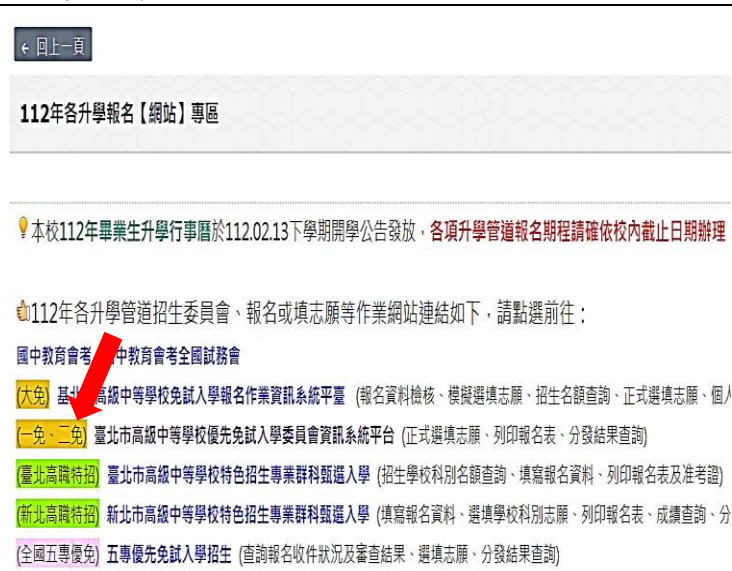 ← 回上一頁
112年各升學報名【網站】專區
本校112年畢業生升學行事曆於112.02.13下學期開學公告發放，各項升學管道報名期程請確依校內截止日期辦理
112年各升學管道招生委員會、報名或填志願等作業網站連結如下，請點選前往：
國中教育會考 中教育會考全國試務會
(大免) 基北 高級中等學校免試入學報名作業資訊系統平臺 (報名資料檢核、模擬選填志願、招生名額查詢、正式選填志願、個人
(一免、二免) 臺北市高級中等學校優先免試入學委員會資訊系統平台 (正式選填志願、列印報名表、分發結果查詢)
(臺北高職特招) 臺北市高級中等學校特色招生專業群科甄選入學 (招生學校科別名額查詢、填寫報名資料、列印報名表及准考證)
(新北高職特招) 新北市高級中等學校特色招生專業群科甄選入學 (填寫報名資料、選填學校科別志願、列印報名表、成績查詢、分
(全國五專優免) 五專優先免試入學招生 (查詢報名收件狀況及審查結果、選填志願、分發結果查詢)